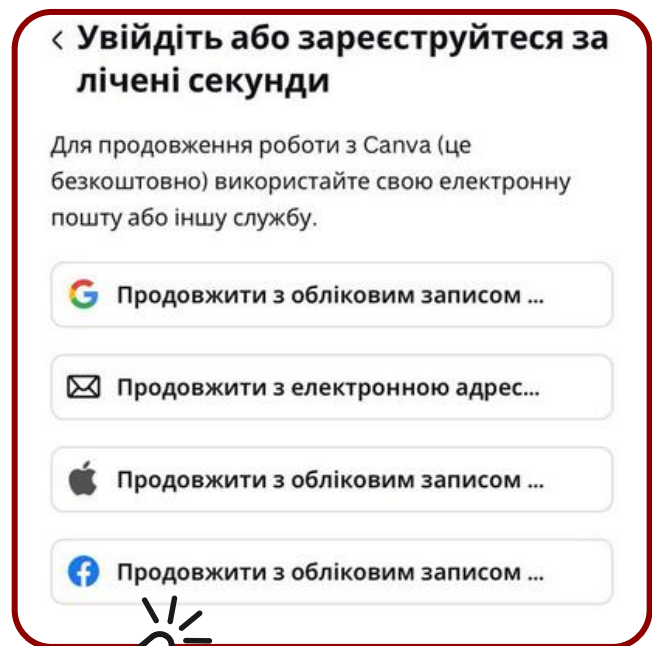 Увійдіть або зареєструйтеся за
лічені секунди
Для продовження роботи з Canva (це
безкоштовно) використайте свою електронну
пошту або іншу службу.
Продовжити з обліковим записом ...
Продовжити з електронною адрес...
Продовжити з обліковим записом ...
Продовжити з обліковим записом ...